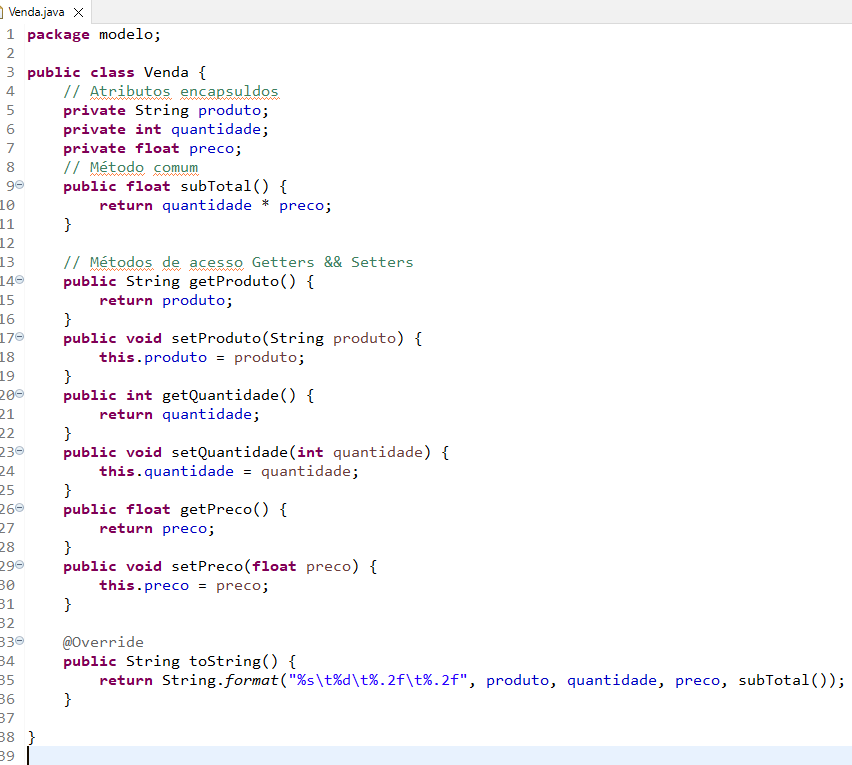 Venda.java
1 package modelo;
2
3 public class Venda {
4     // Atributos encapsuldos
5     private String produto;
6     private int quantidade;
7     private float preco;
8     // Método comum
9     public float subTotal() {
10         return quantidade * preco;
11     }
12
13     // Métodos de acesso Getters && Setters
14     public String getProduto() {
15         return produto;
16     }
17     public void setProduto(String produto) {
18         this.produto = produto;
19     }
20     public int getQuantidade() {
21         return quantidade;
22     }
23     public void setQuantidade(int quantidade) {
24         this.quantidade = quantidade;
25     }
26     public float getPreco() {
27         return preco;
28     }
29     public void setPreco(float preco) {
30         this.preco = preco;
31     }
32
33     @Override
34     public String toString() {
35         return String.format("%s\t%d\t%.2f\t%.2f", produto, quantidade, preco, subTotal());
36     }
37
38 }
39